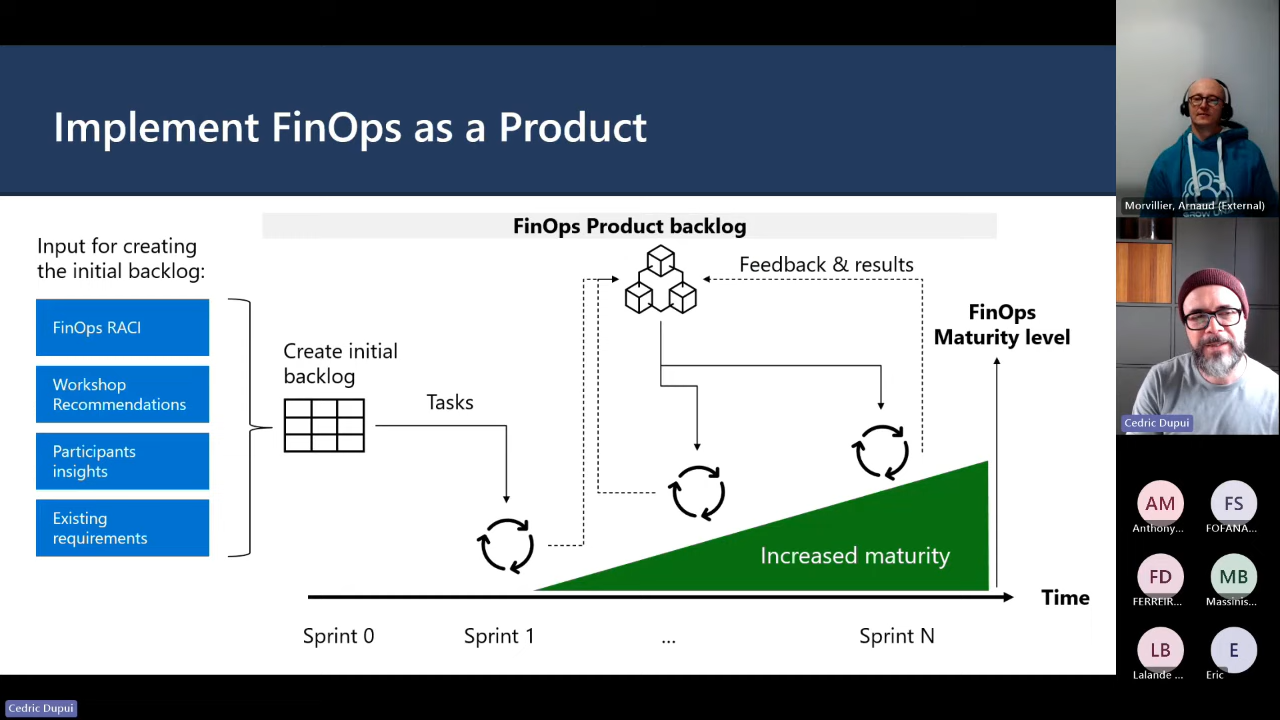 Implement FinOps as a Product
FinOps Product backlog
Input for creating
the initial backlog:
FinOps RACI
Workshop
Recommendations
Participants
insights
Existing
requirements
Create initial
backlog
Tasks
Feedback & results
FinOps
Maturity level
Increased maturity
Time
Sprint 0
Sprint 1
...
Sprint N
Morvillier, Arnaud (External)
Cedric Dupui
AM
Anthony...
FS
FOFANA...
FD
FERREIR...
MB
Massinis...
LB
Lalande ...
E
Eric
Cedric Dupui